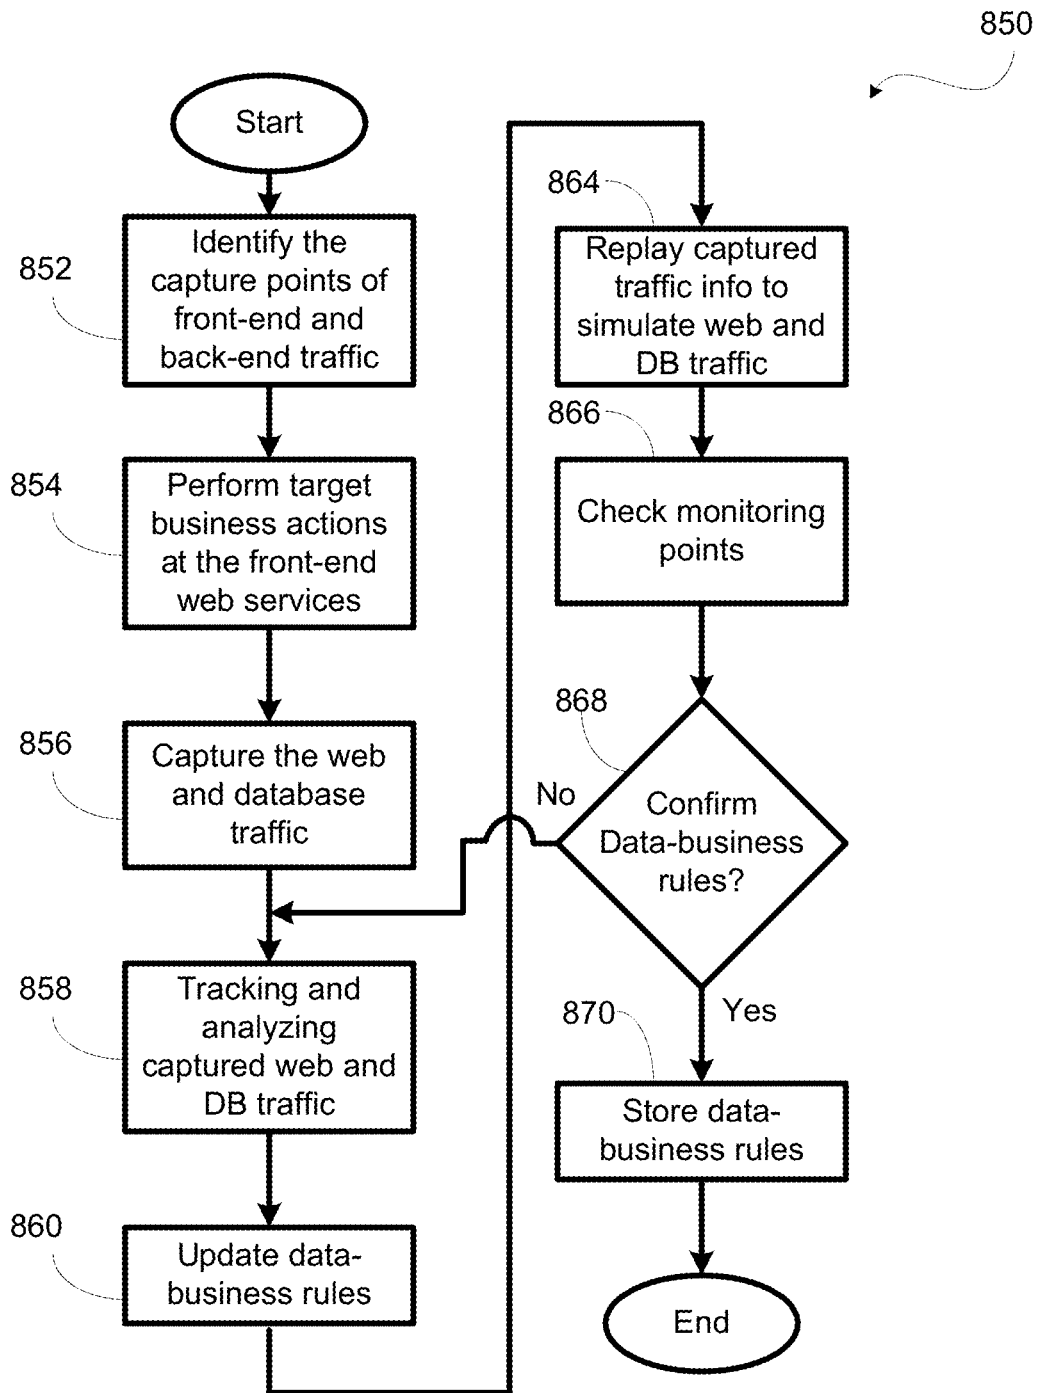 850
Start
852
Identify the
capture points of
front-end and
back-end traffic
854
Perform target
business actions
at the front-end
web services
856
Capture the web
and database
traffic
858
Tracking and
analyzing
captured web and
DB traffic
860
Update data-
business rules
864
Replay captured
traffic info to
simulate web and
DB traffic
866
Check monitoring
points
868
Confirm
Data-business
rules?
No
Yes
870
Store data-
business rules
End